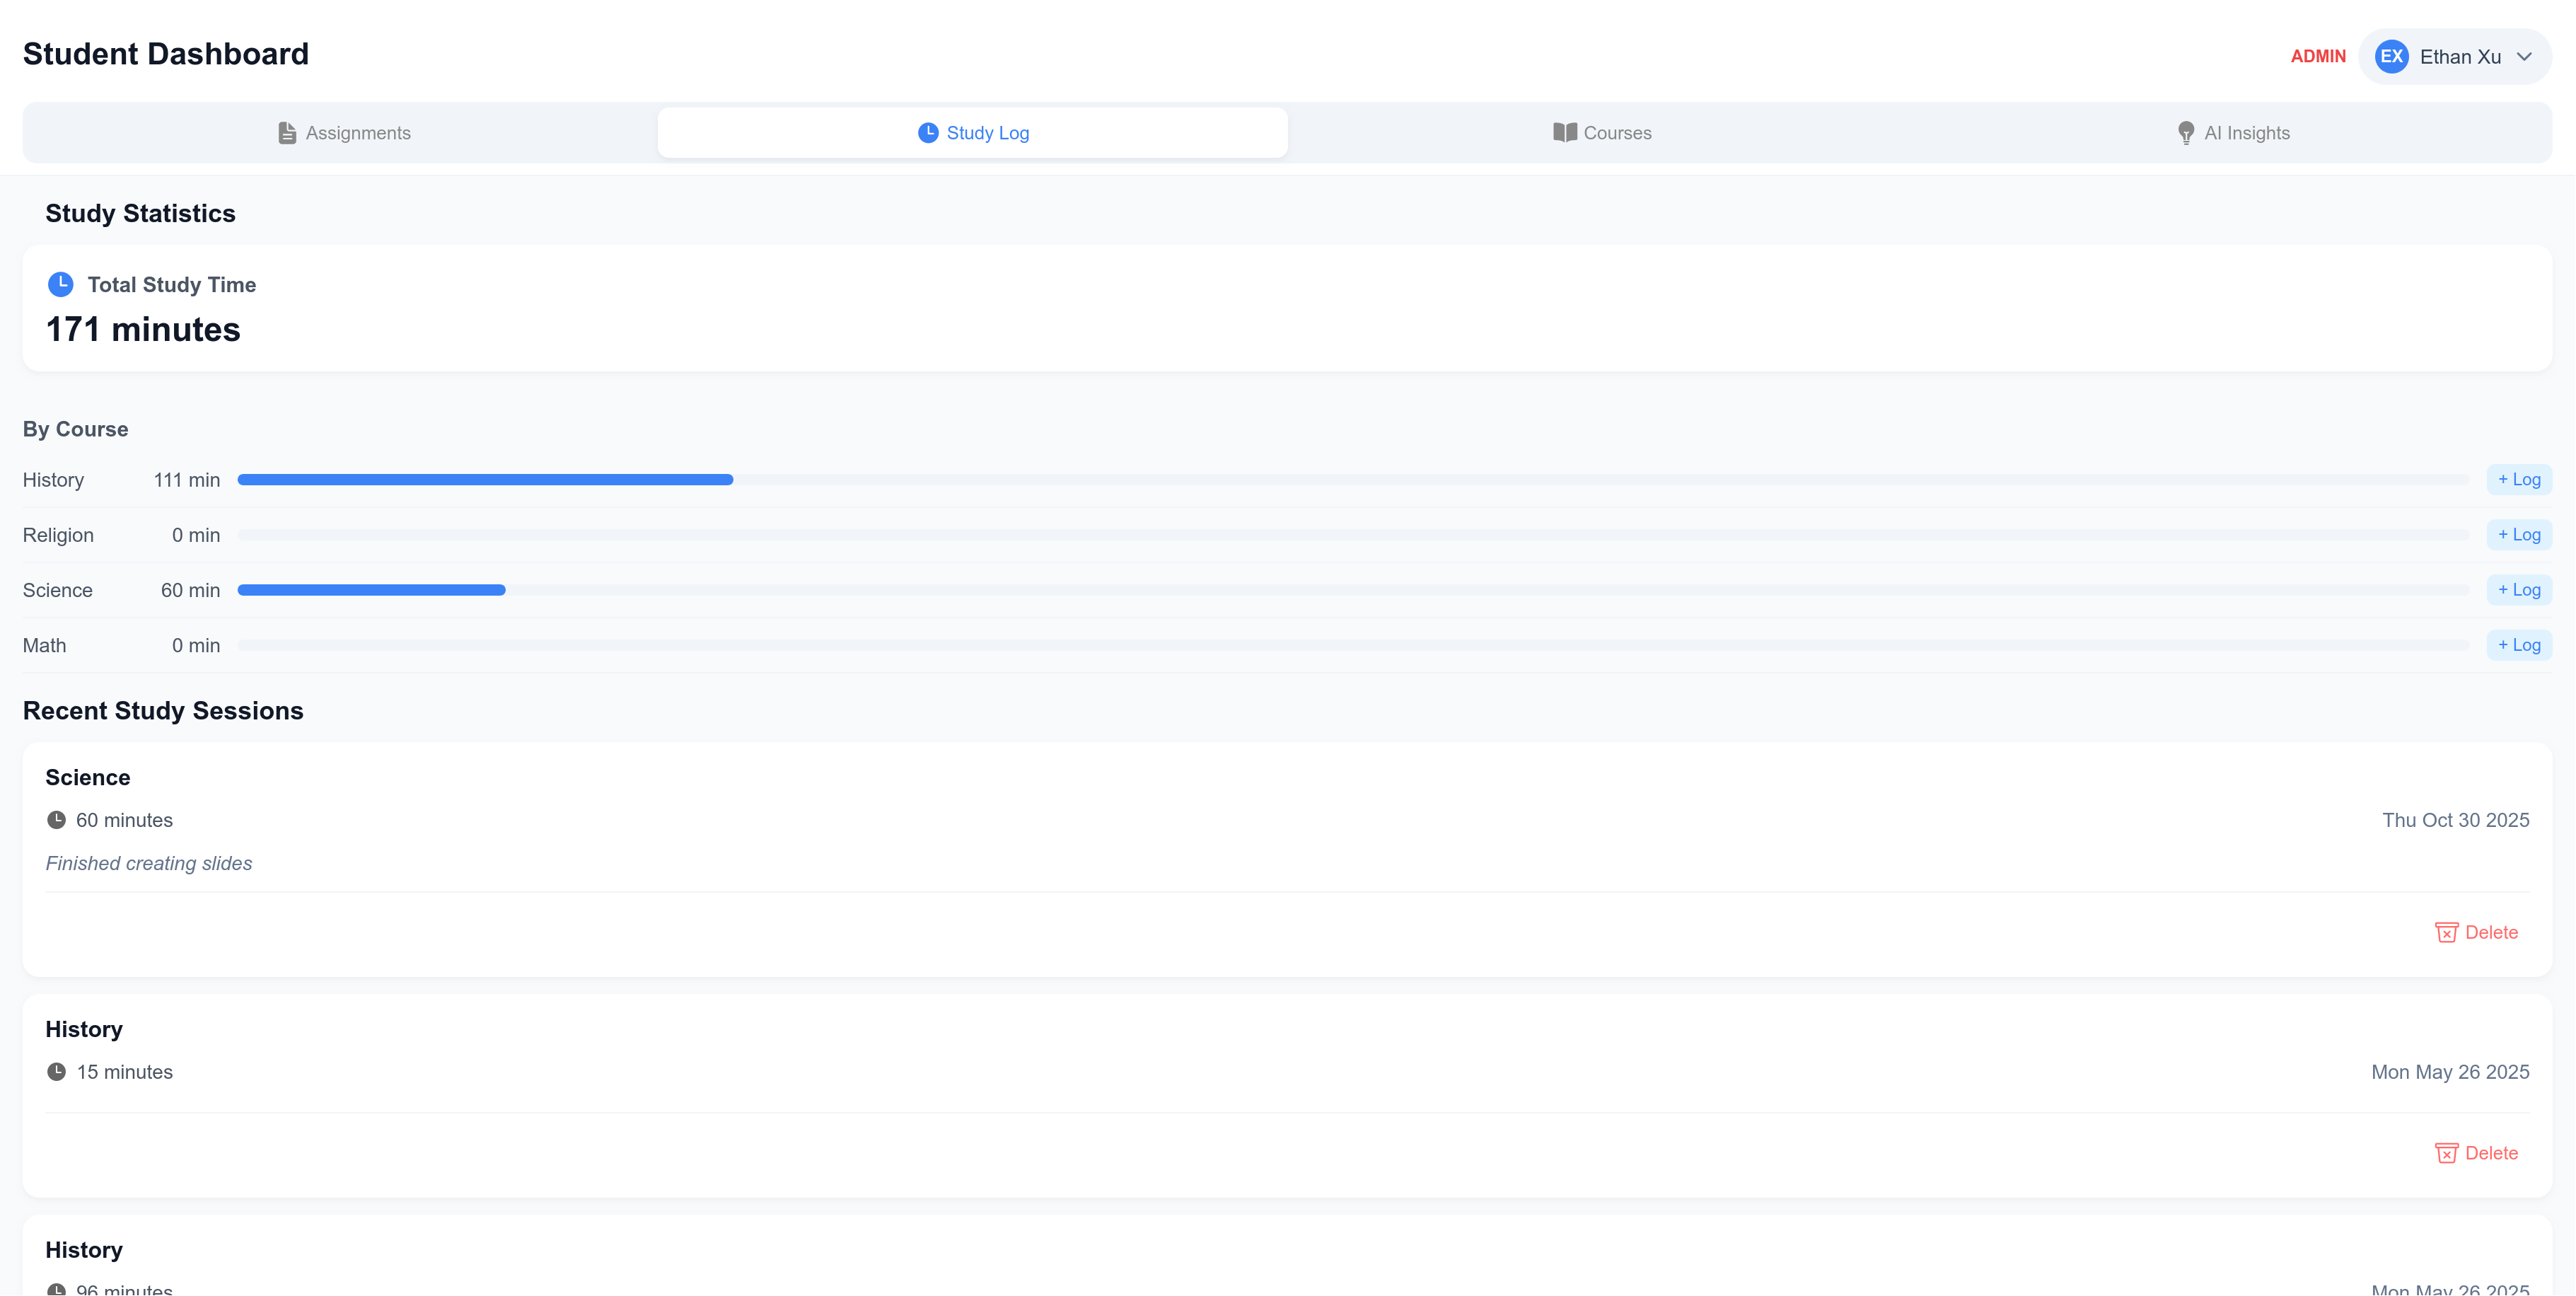 Student Dashboard
ADMIN EX Ethan Xu
Assignments Study Log Courses AI Insights
Study Statistics
Total Study Time
171 minutes
By Course
History 111 min + Log
Religion 0 min + Log
Science 60 min + Log
Math 0 min + Log
Recent Study Sessions
Science
60 minutes Thu Oct 30 2025
Finished creating slides
Delete
History
15 minutes Mon May 26 2025
Delete
History
96 minutes Mon May 26 2025